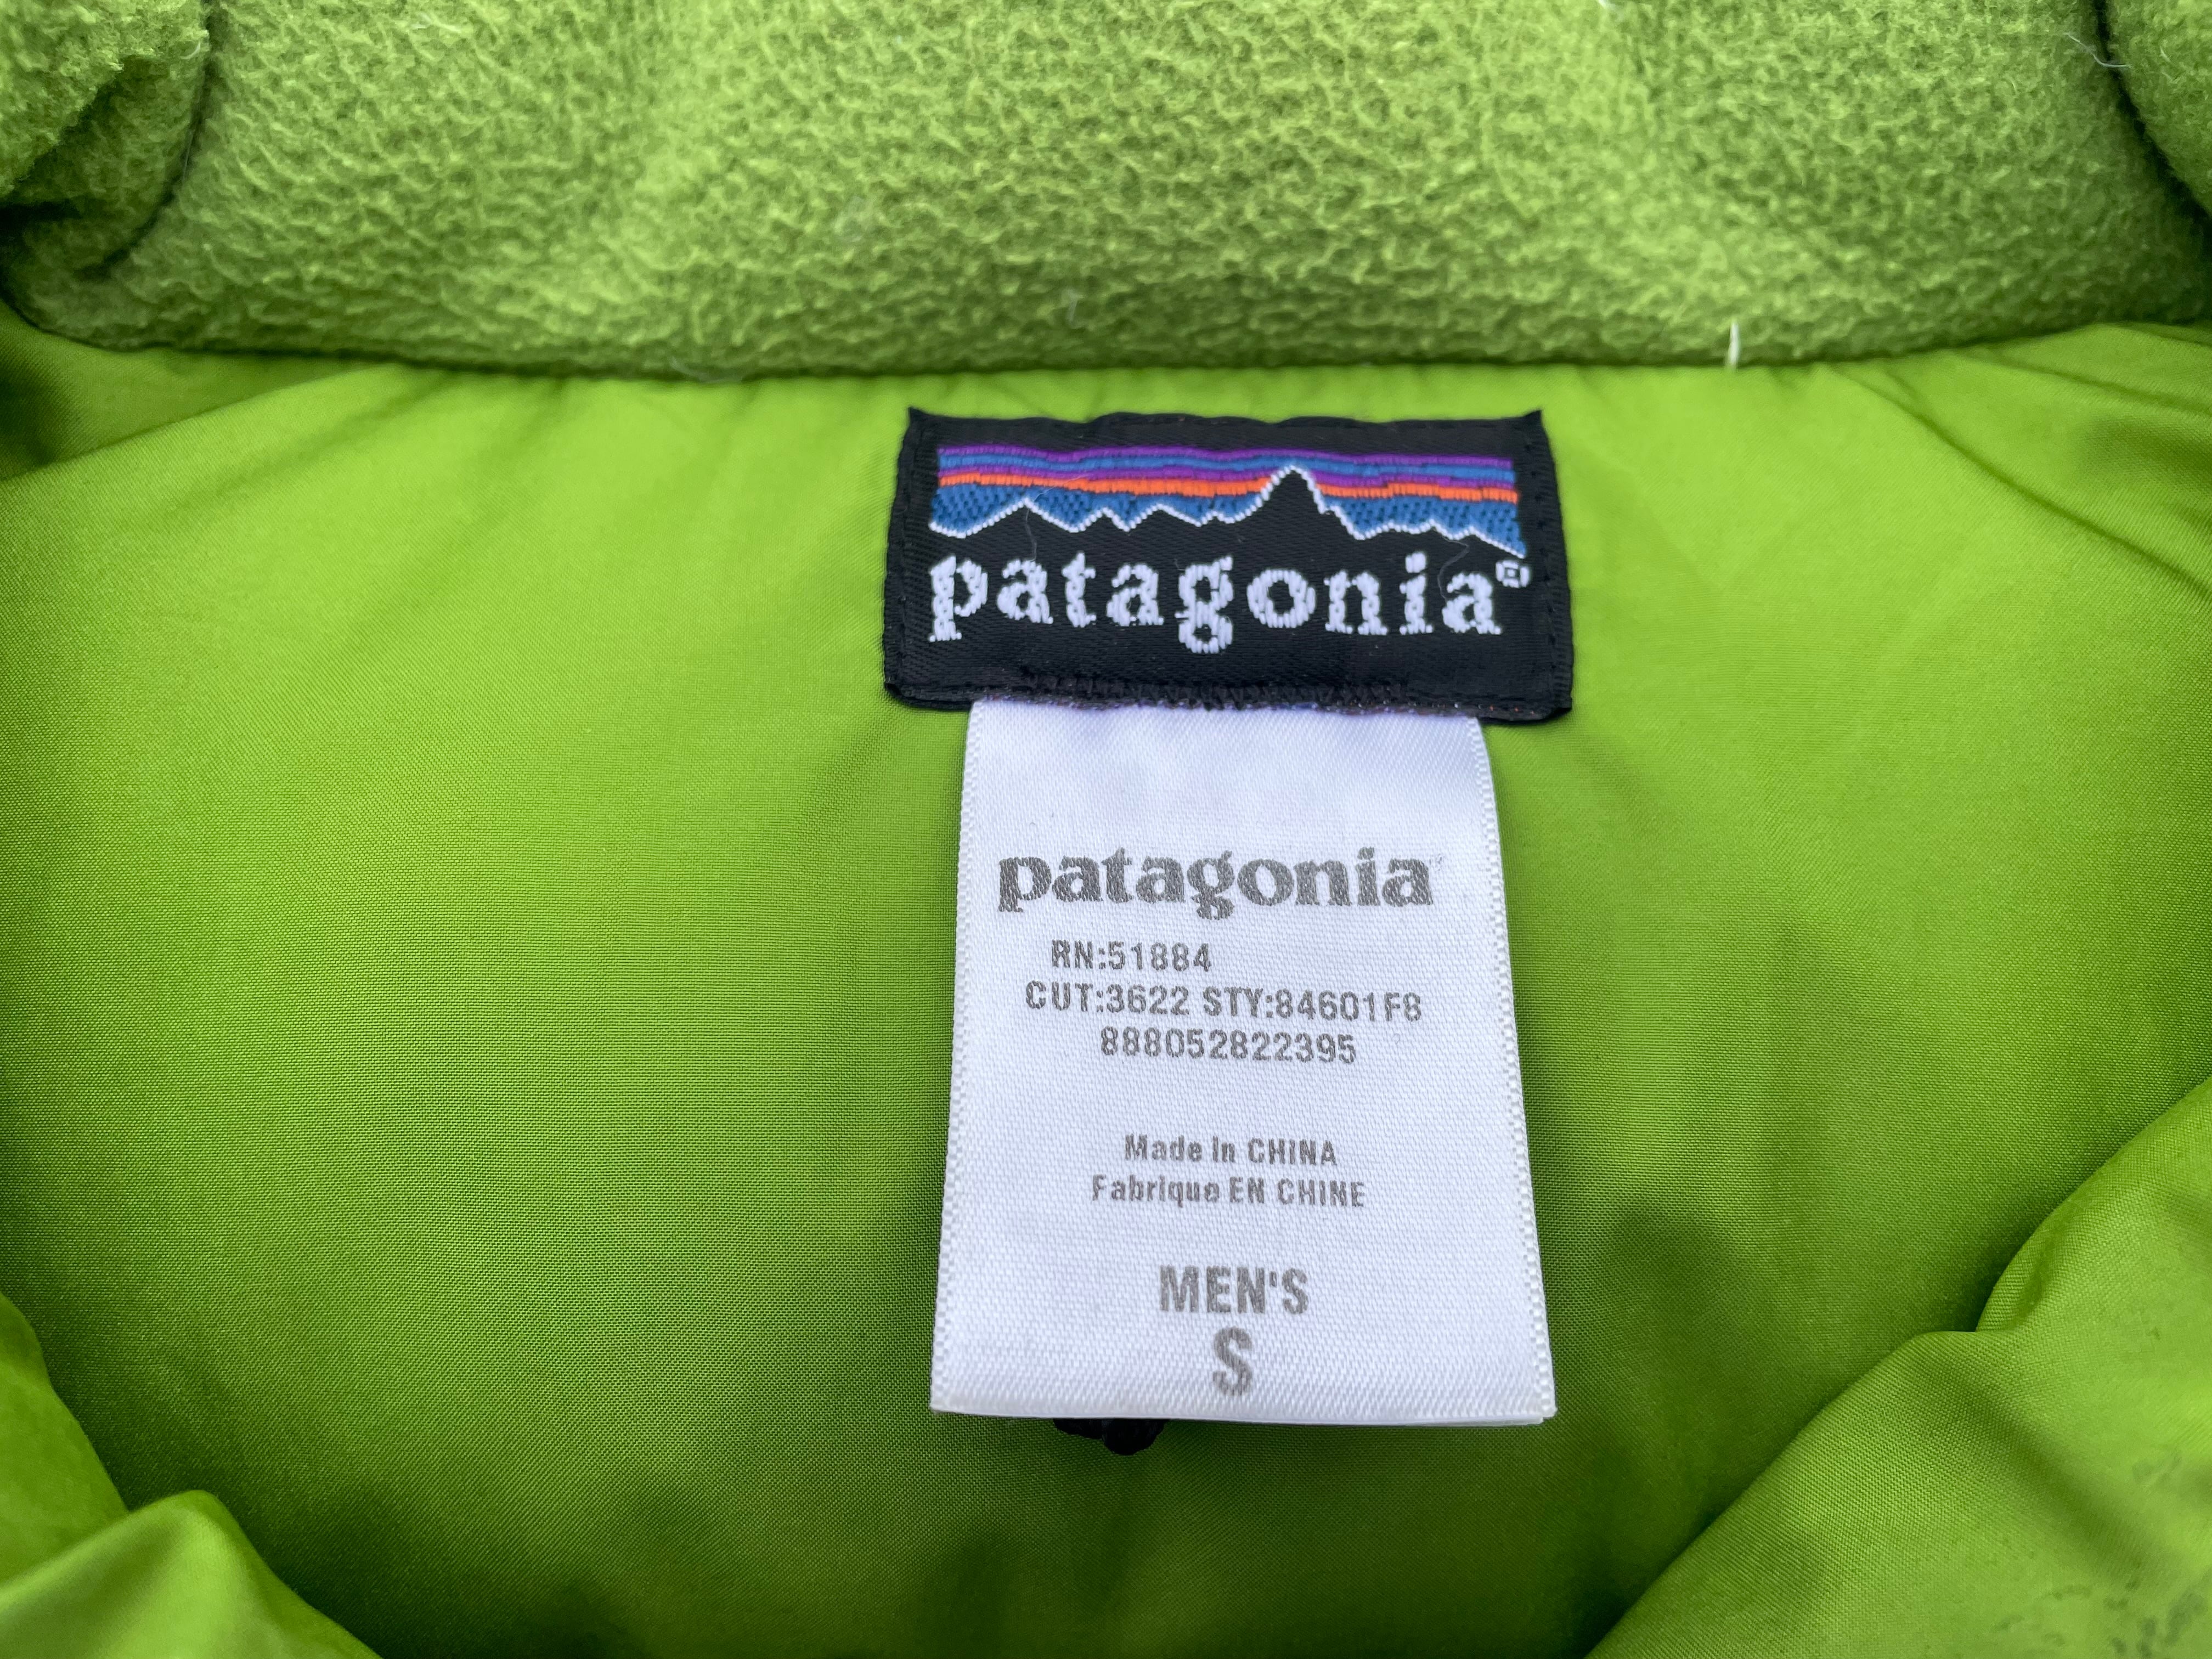 patagonia®
patagonia
RN:51884
CUT:3622 STY:84601F8
888052822395
Made In CHINA
Fabrique EN CHINE
MEN'S
S